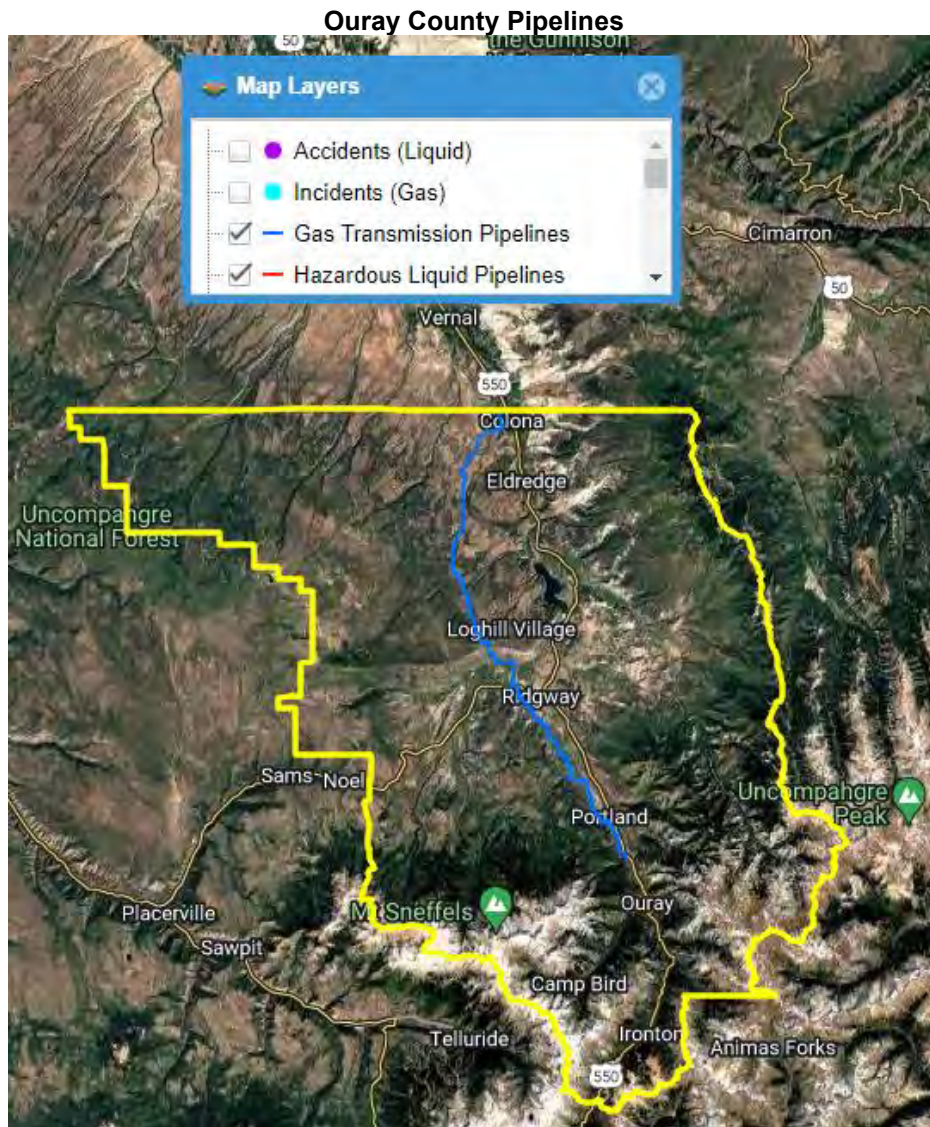 Ouray County Pipelines
50
the Gunnison
Map Layers
Accidents (Liquid)
Incidents (Gas)
Gas Transmission Pipelines
Hazardous Liquid Pipelines
Cimarron
50
Vernal
550
Colona
Eldredge
Uncompahgre
National Forest
Loghill Village
Ridgway
Sams
Noel
Uncompahgre
Peak
Portland
Placerville
Mt Sneffels
Ouray
Sawpit
Camp Bird
Telluride
Ironton
Animas Forks
550